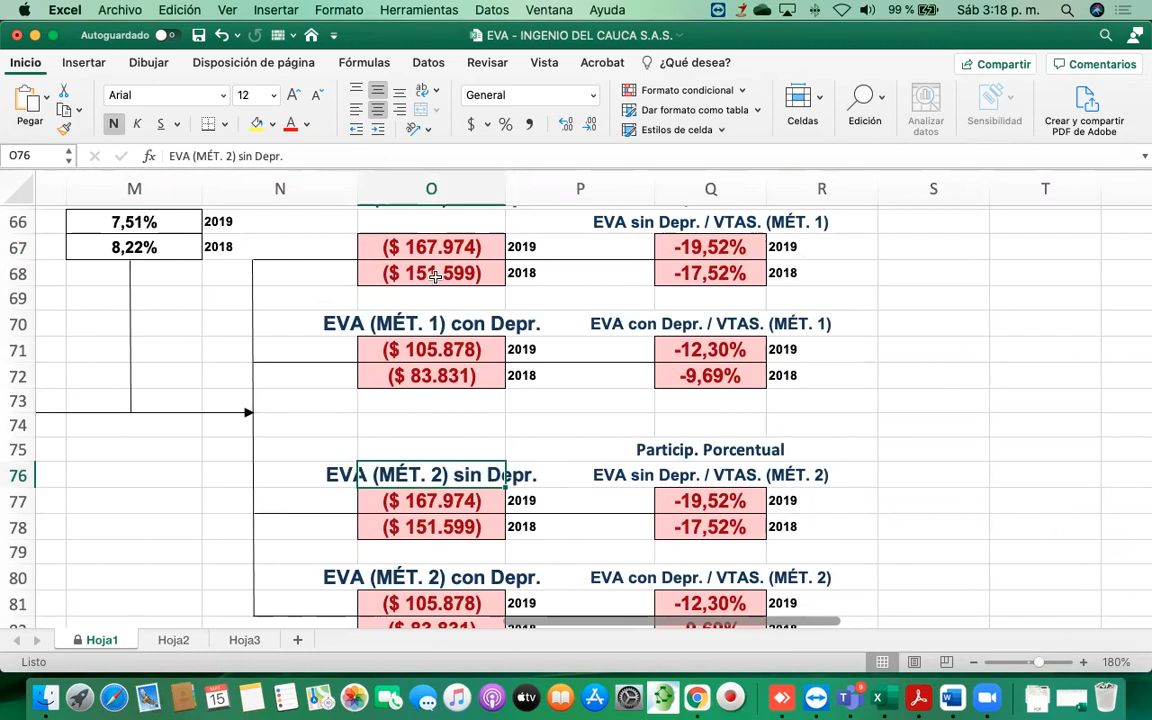 Excel Archivo Edición Ver Insertar Formato Herramientas Datos Ventana Ayuda 99 % Sáb 3:18 p. m.
Autoguardado EVA - INGENIO DEL CAUCA S.A.S.
Inicio Insertar Dibujar Disposición de página Fórmulas Datos Revisar Vista Acrobat ¿Qué desea? Compartir Comentarios
Pegar Arial 12 General Formato condicional Celdas Edición Analizar datos Sensibilidad Crear y compartir PDF de Adobe
N K S A $ % Dar formato como tabla
Estilos de celda
O76 fx EVA (MÉT. 2) sin Depr.
M N O P Q R S T
66 7,51% 2019 EVA sin Depr. / VTAS. (MÉT. 1)
67 8,22% 2018 ($ 167.974) 2019 -19,52% 2019
68 ($ 151.599) 2018 -17,52% 2018
69
70 EVA (MÉT. 1) con Depr. EVA con Depr. / VTAS. (MÉT. 1)
71 ($ 105.878) 2019 -12,30% 2019
72 ($ 83.831) 2018 -9,69% 2018
73
74
75 Particip. Porcentual
76 EVA (MÉT. 2) sin Depr. EVA sin Depr. / VTAS. (MÉT. 2)
77 ($ 167.974) 2019 -19,52% 2019
78 ($ 151.599) 2018 -17,52% 2018
79
80 EVA (MÉT. 2) con Depr. EVA con Depr. / VTAS. (MÉT. 2)
81 ($ 105.878) 2019 -12,30% 2019
Hoja1 Hoja2 Hoja3
Listo 180%